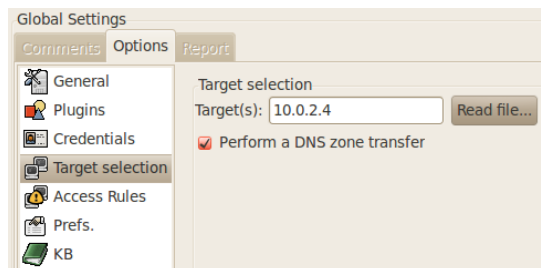 Global Settings
Comments Options Report
General
Plugins
Credentials
Target selection
Access Rules
Prefs.
KB
Target selection
Target(s): 10.0.2.4 Read file...
Perform a DNS zone transfer